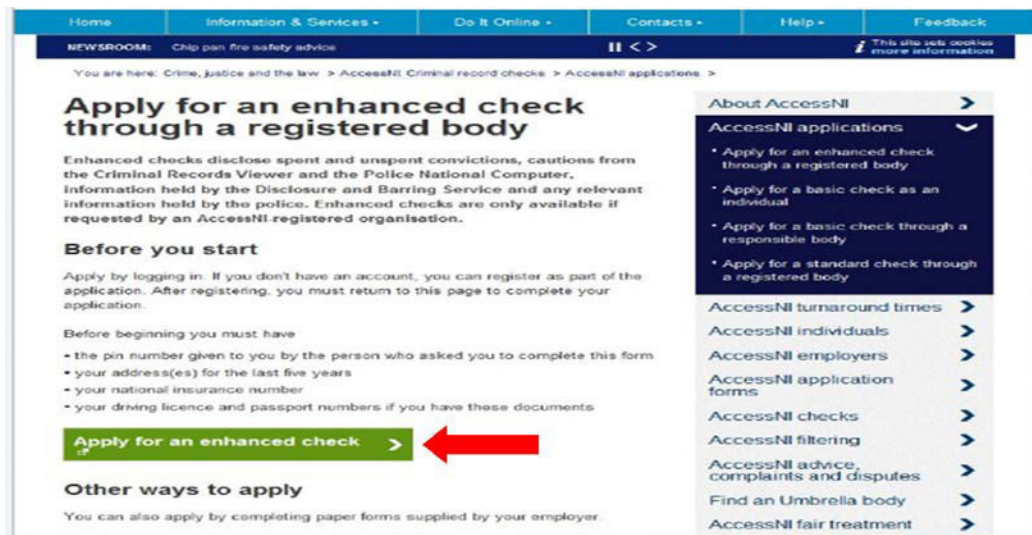 Home Information & Services Do It Online Contacts Help Feedback
NEWSROOM: Chip pan fire safety advice
This site sets cookies
more information
You are here: Crime, justice and the law > AccessNI Criminal record checks > AccessNI applications >
Apply for an enhanced check
through a registered body
Enhanced checks disclose spent and unspent convictions, cautions from
the Criminal Records Viewer and the Police National Computer,
information held by the Disclosure and Barring Service and any relevant
information held by the police. Enhanced checks are only available if
requested by an AccessNI-registered organisation.
Before you start
Apply by logging in. If you don't have an account, you can register as part of the
application. After registering, you must return to this page to complete your
application.
Before beginning you must have
• the pin number given to you by the person who asked you to complete this form
• your address(es) for the last five years
• your national insurance number
• your driving licence and passport numbers if you have these documents
Apply for an enhanced check
Other ways to apply
You can also apply by completing paper forms supplied by your employer.
About AccessNI
AccessNI applications
• Apply for an enhanced check
through a registered body
• Apply for a basic check as an
individual
• Apply for a basic check through a
responsible body
• Apply for a standard check through
a registered body
AccessNI turnaround times
AccessNI individuals
AccessNI employers
AccessNI application
forms
AccessNI checks
AccessNI filtering
AccessNI advice,
complaints and disputes
Find an Umbrella body
AccessNI fair treatment